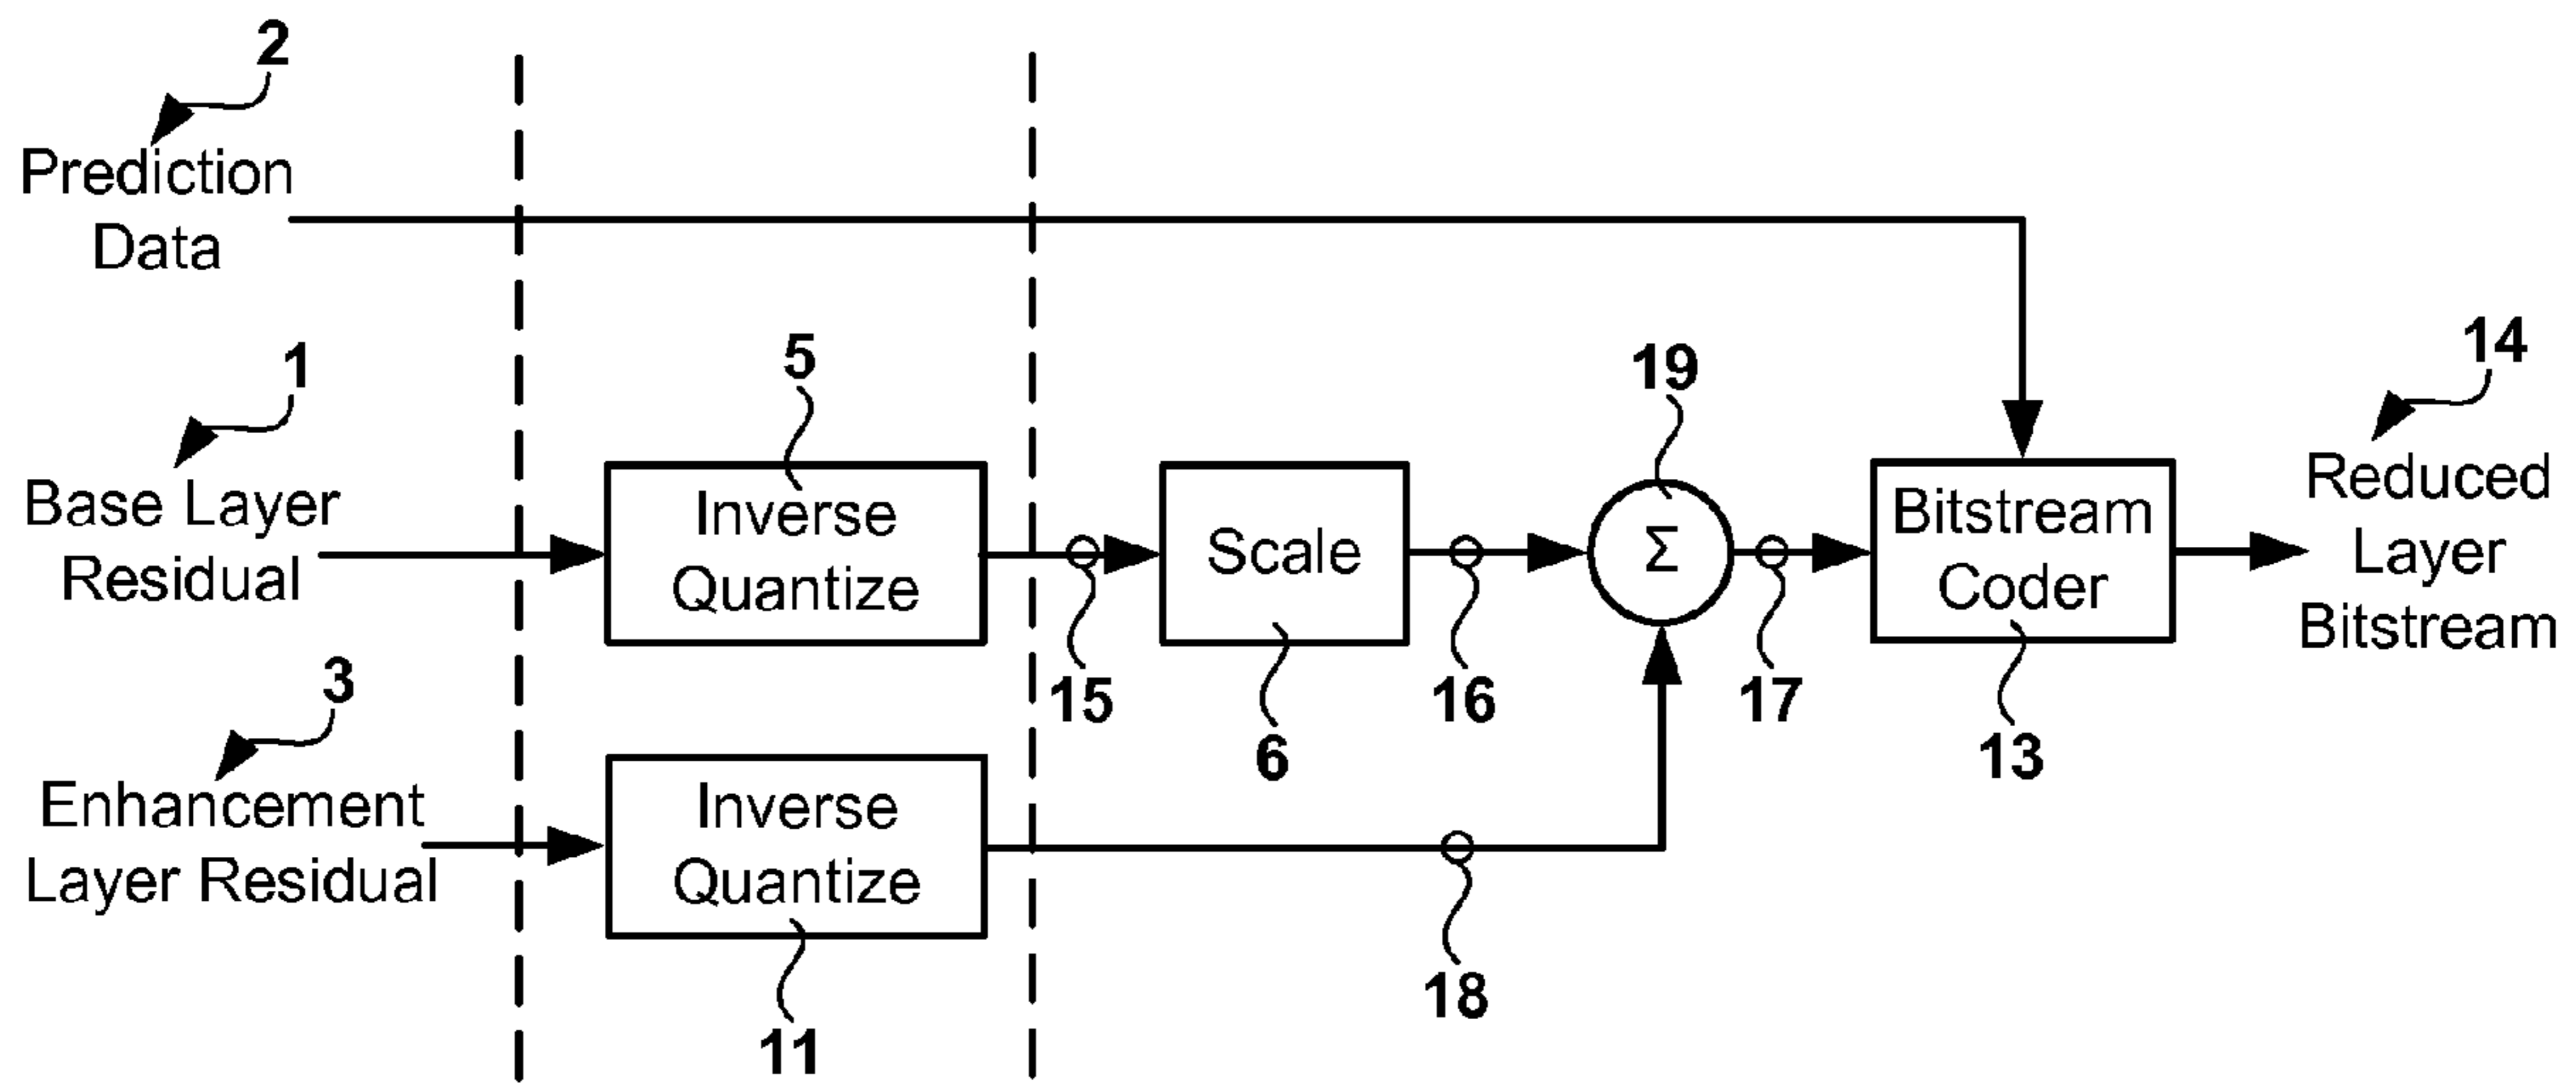 2
Prediction
Data
1
Base Layer
Residual
3
Enhancement
Layer Residual
5
Inverse
Quantize
Inverse
Quantize
11
15
Scale
6
16
18
19
Σ
17
Bitstream
Coder
13
14
Reduced
Layer
Bitstream